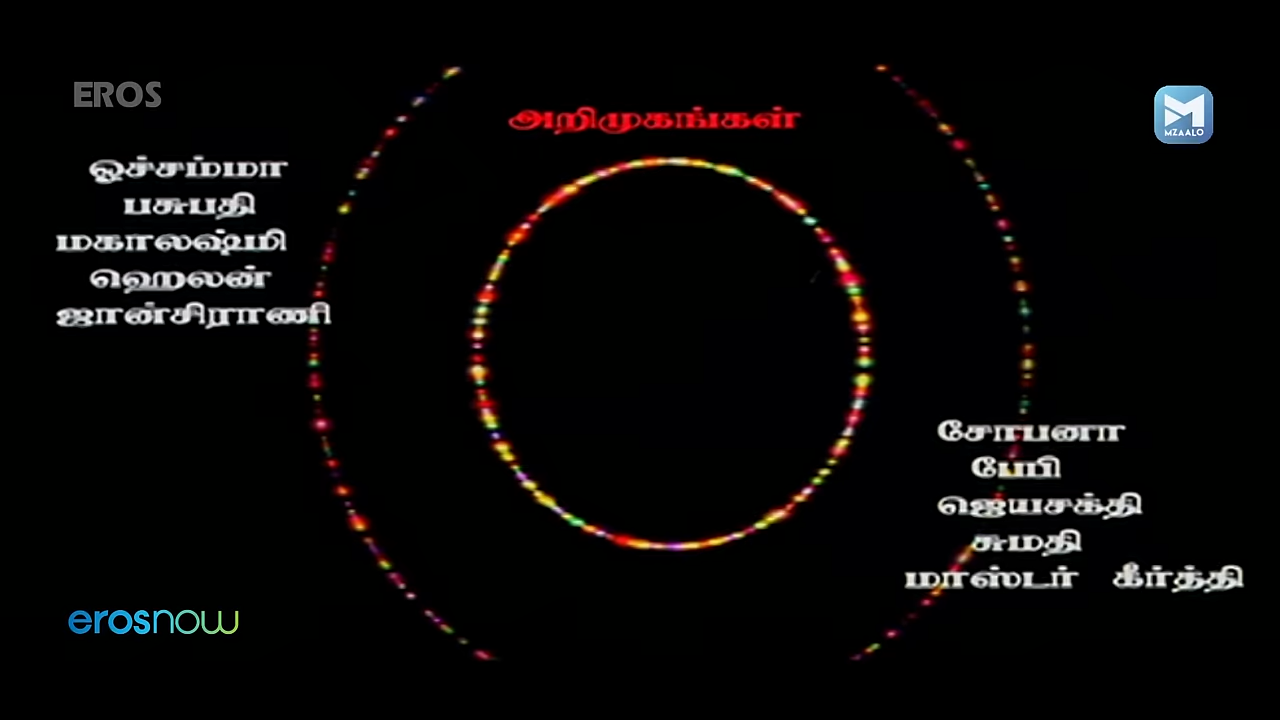 EROS
MZAALO
அறிமுகங்கள்
ஓச்சம்மா
பசுபதி
மகாலஷ்மி
ஹெலன்
ஜான்சிராணி
சோபனா
பேபி
ஜெயசக்தி
சுமதி
மாஸ்டர் கீர்த்தி
erosnow